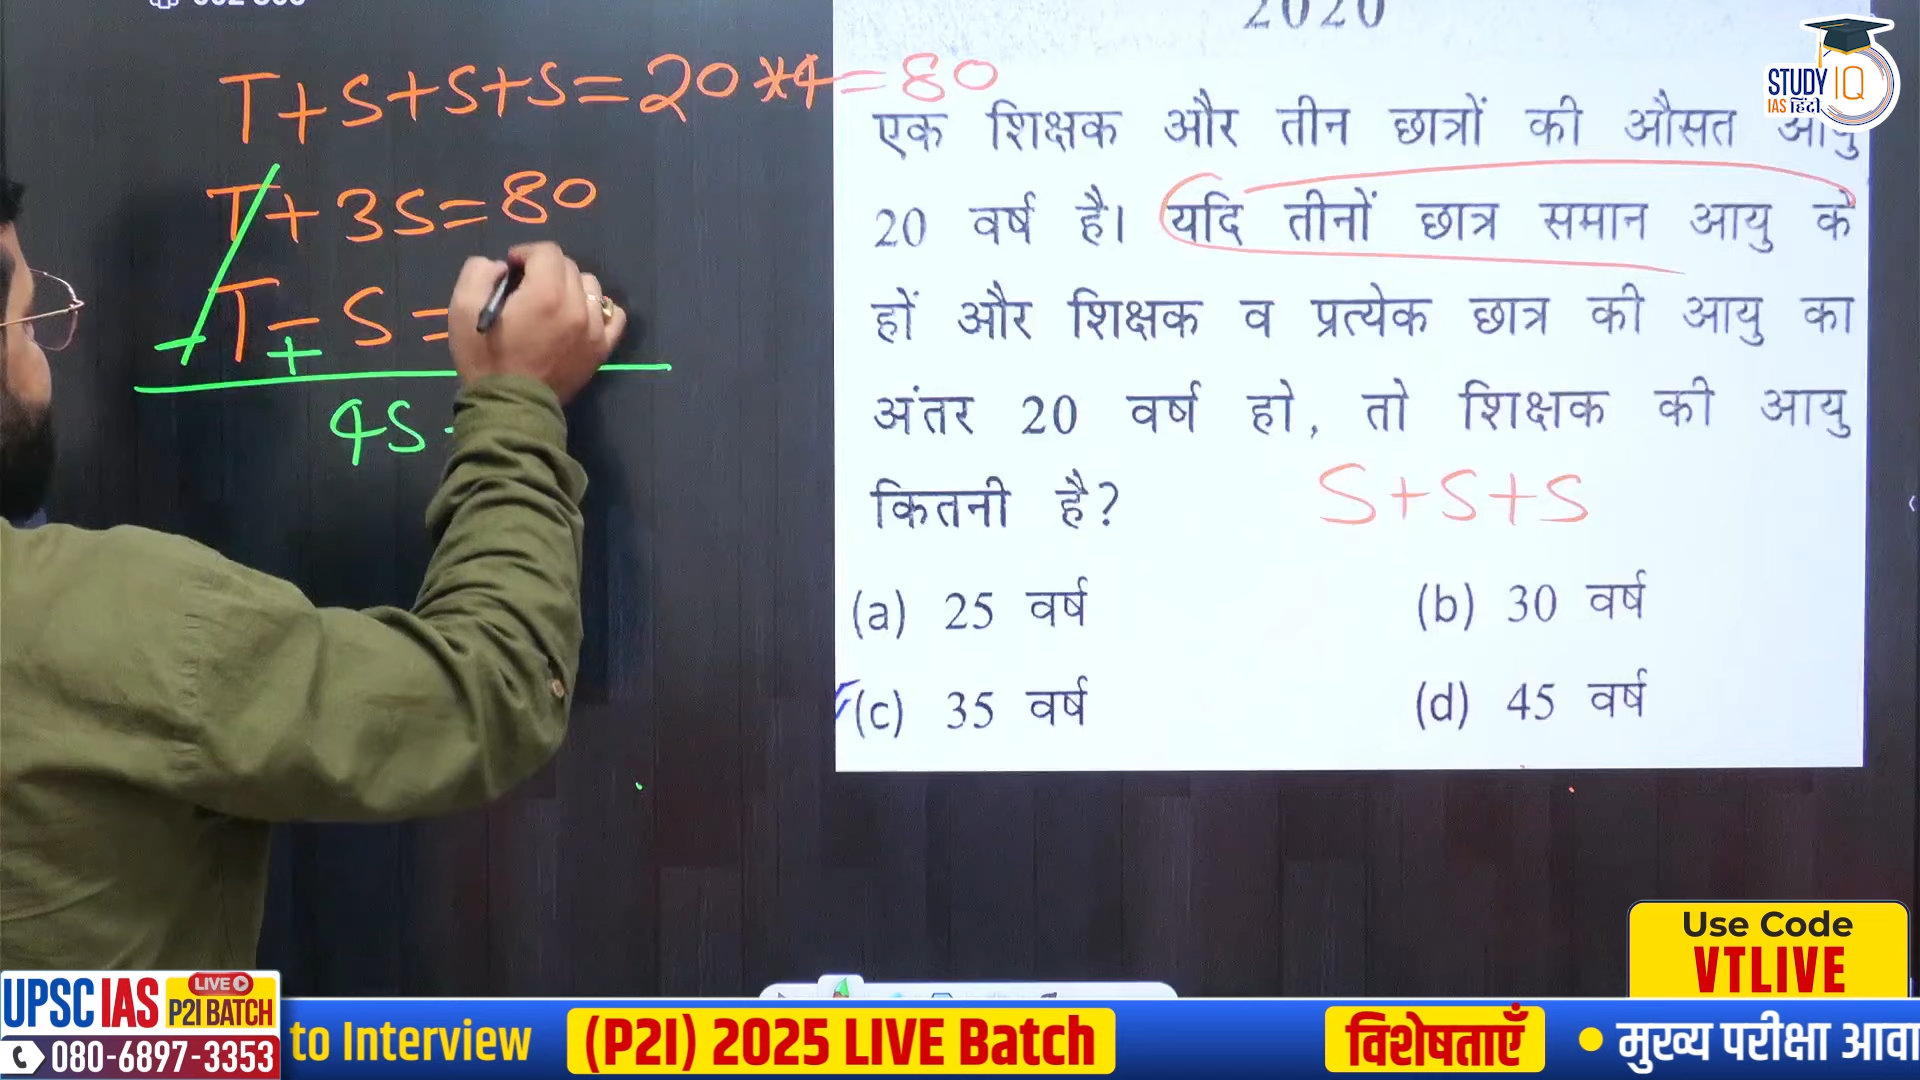 T+S+S+S=20*4=80
T+3S=80
T-S=
- +
4S
2020
STUDY IQ
IAS हिंदी
एक शिक्षक और तीन छात्रों की औसत आयु
20 वर्ष है। यदि तीनों छात्र समान आयु के
हों और शिक्षक व प्रत्येक छात्र की आयु का
अंतर 20 वर्ष हो, तो शिक्षक की आयु
कितनी है?
S+S+S
(a) 25 वर्ष
(b) 30 वर्ष
(c) 35 वर्ष
(d) 45 वर्ष
Use Code
VTLIVE
UPSC IAS LIVE P2I BATCH
080-6897-3353
to Interview (P2I) 2025 LIVE Batch विशेषताएँ • मुख्य परीक्षा आवा